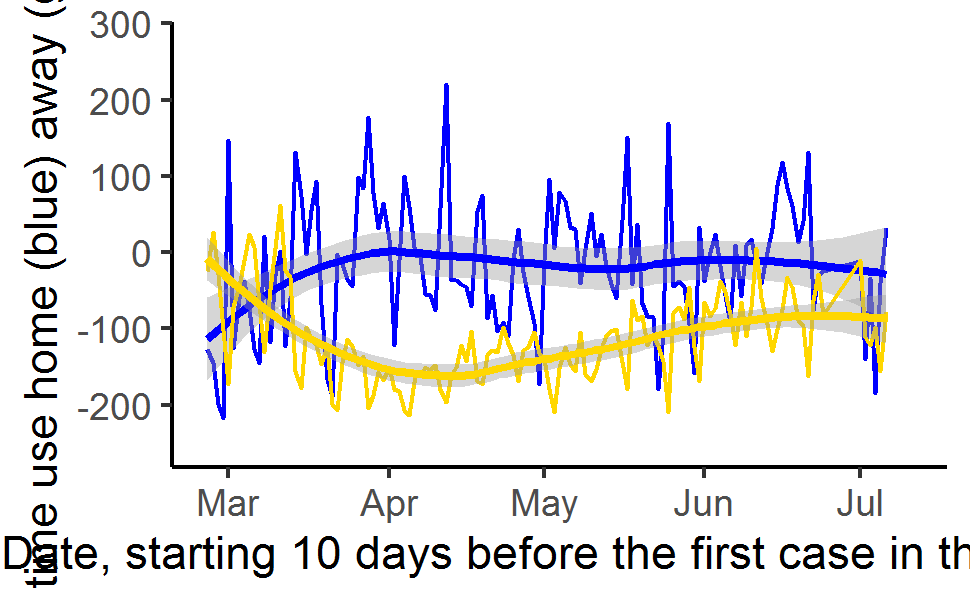 time use home (blue) away (
300
200
100
0
-100
-200
Mar Apr May Jun Jul
Date, starting 10 days before the first case in th